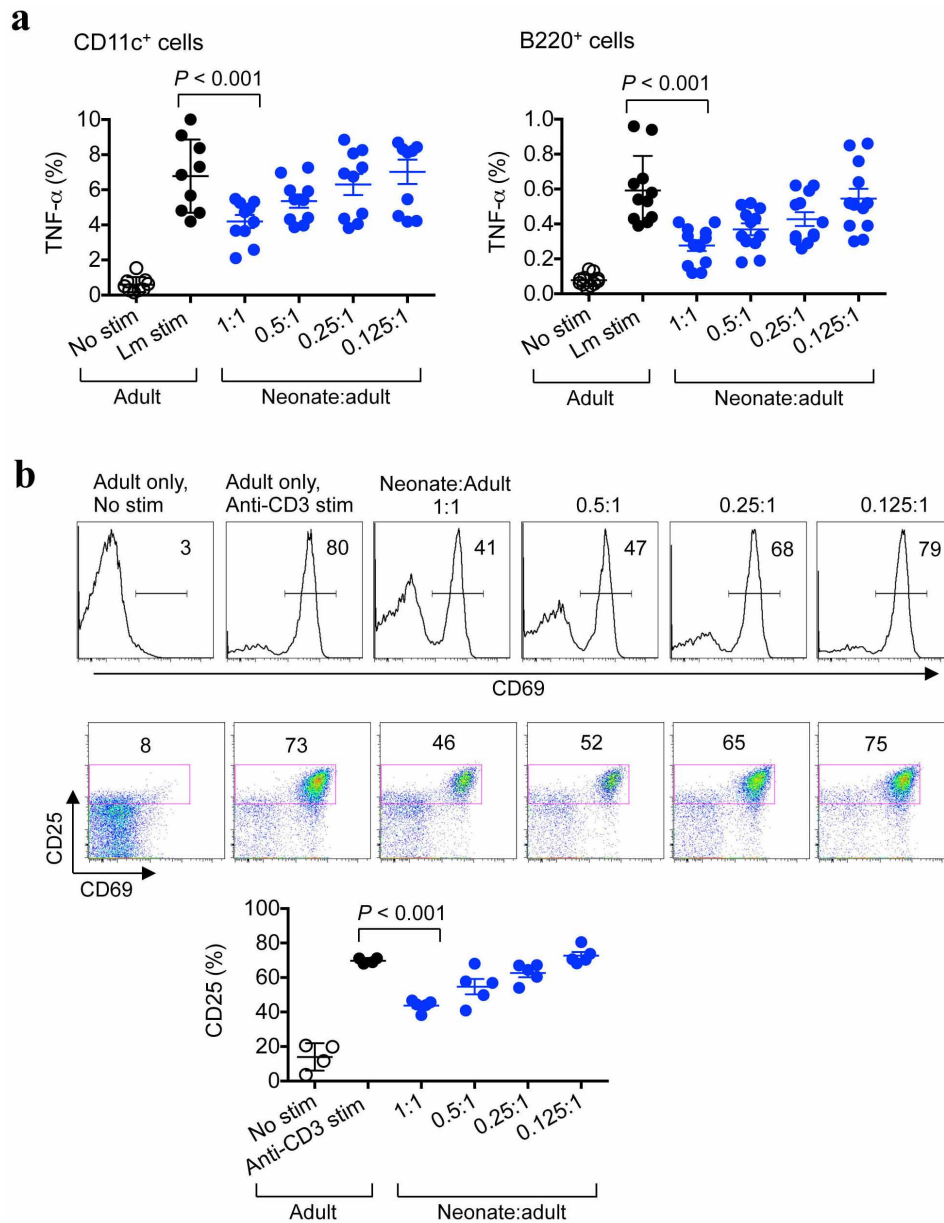 a
CD11c⁺ cells
P < 0.001
TNF-α (%)
10
8
6
4
2
0
No stim
Lm stim
1:1
0.5:1
0.25:1
0.125:1
Adult
Neonate:adult
B220⁺ cells
P < 0.001
TNF-α (%)
1.0
0.8
0.6
0.4
0.2
0.0
No stim
Lm stim
1:1
0.5:1
0.25:1
0.125:1
Adult
Neonate:adult
b
Adult only,
No stim
Adult only,
Anti-CD3 stim
Neonate:Adult
1:1
0.5:1
0.25:1
0.125:1
3
80
41
47
68
79
CD69
8
73
46
52
65
75
CD25
CD69
P < 0.001
CD25 (%)
100
80
60
40
20
0
No stim
Anti-CD3 stim
1:1
0.5:1
0.25:1
0.125:1
Adult
Neonate:adult